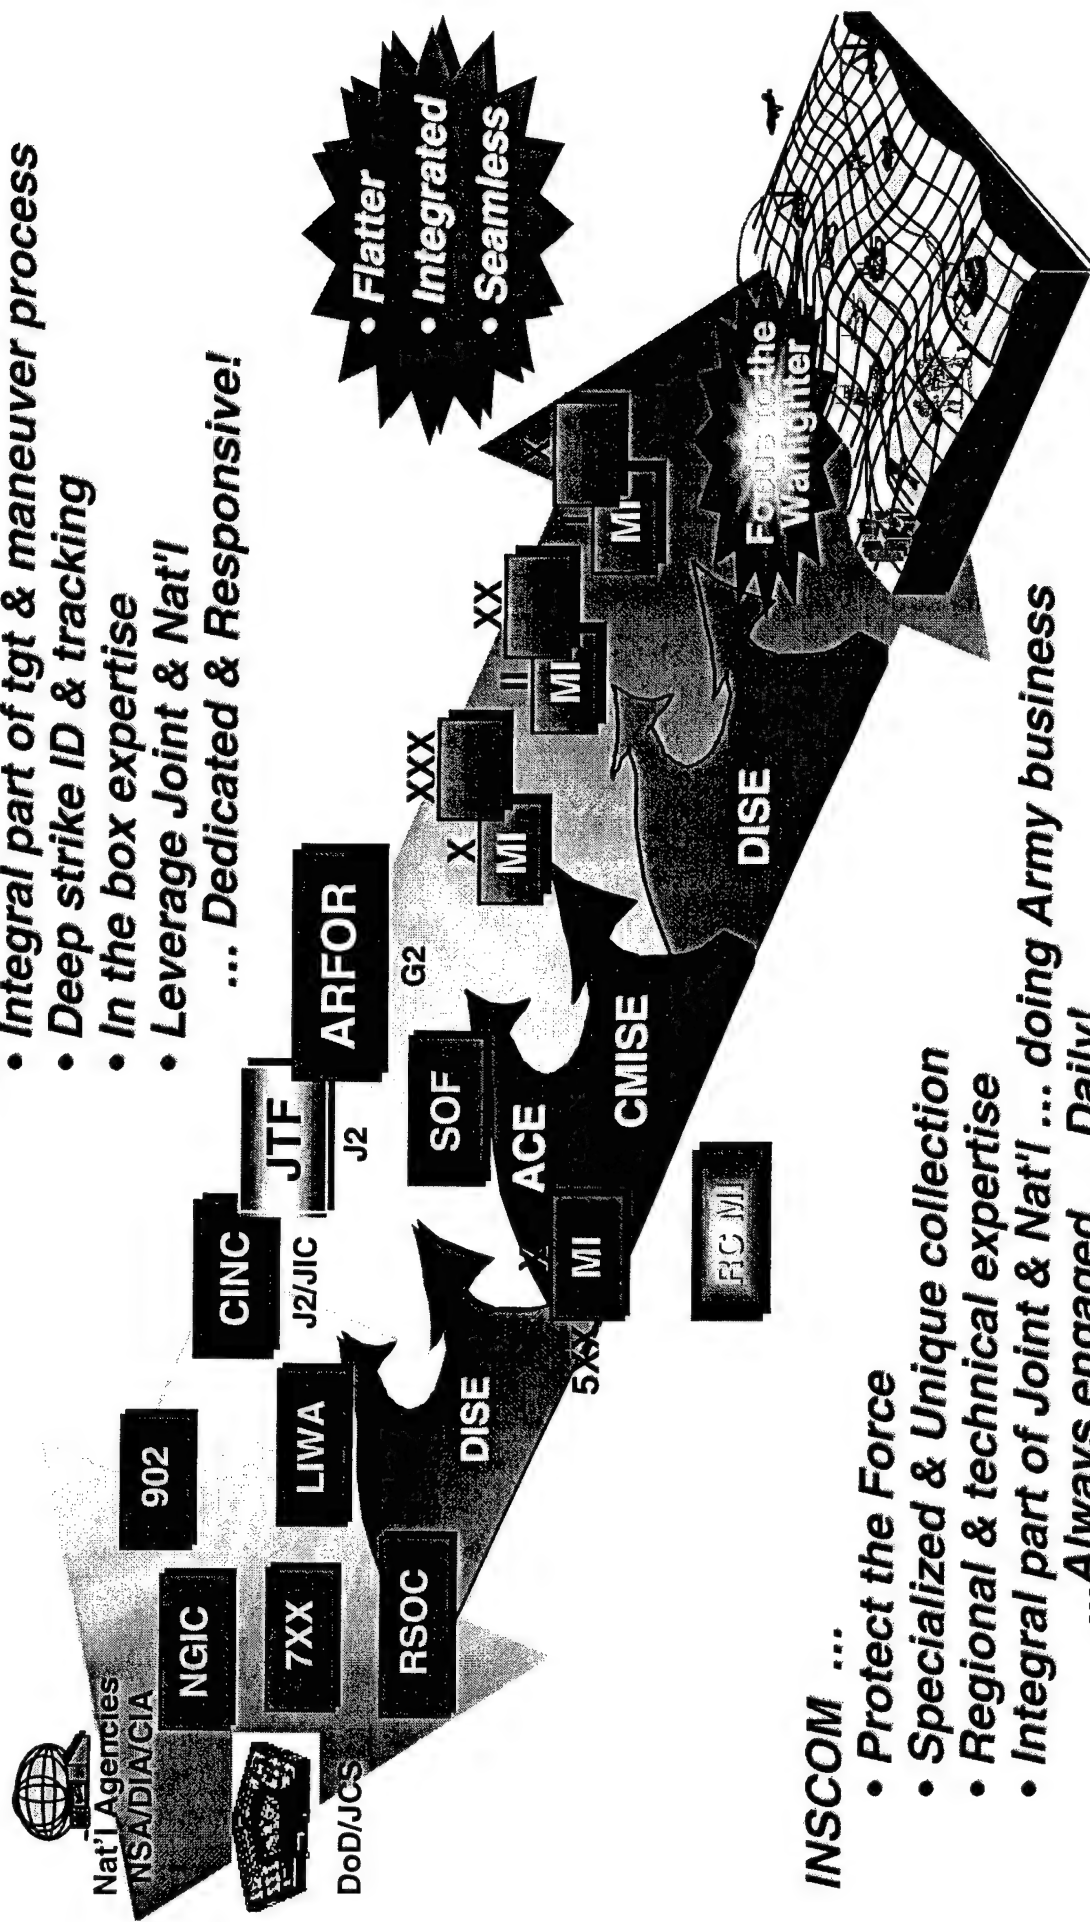 • Integral part of tgt & maneuver process
• Deep strike ID & tracking
• In the box expertise
• Leverage Joint & Nat'l
... Dedicated & Responsive!
• Flatter
• Integrated
• Seamless
Nat'l Agencies
NSA/DIA/CIA
DoD/JCS
NGIC
902
7XX
LIWA
RSOC
DISE
CINC
J2/JIC
JTF
J2
ARFOR
G2
SOF
ACE
CMISE
X
MI
5XX
RC MI
XXX
X
MI
XX
II
MI
X
MI
DISE
Focus to the
Warfighter
INSCOM ...
• Protect the Force
• Specialized & Unique collection
• Regional & technical expertise
• Integral part of Joint & Nat'l ... doing Army business
... Always engaged ... Daily!